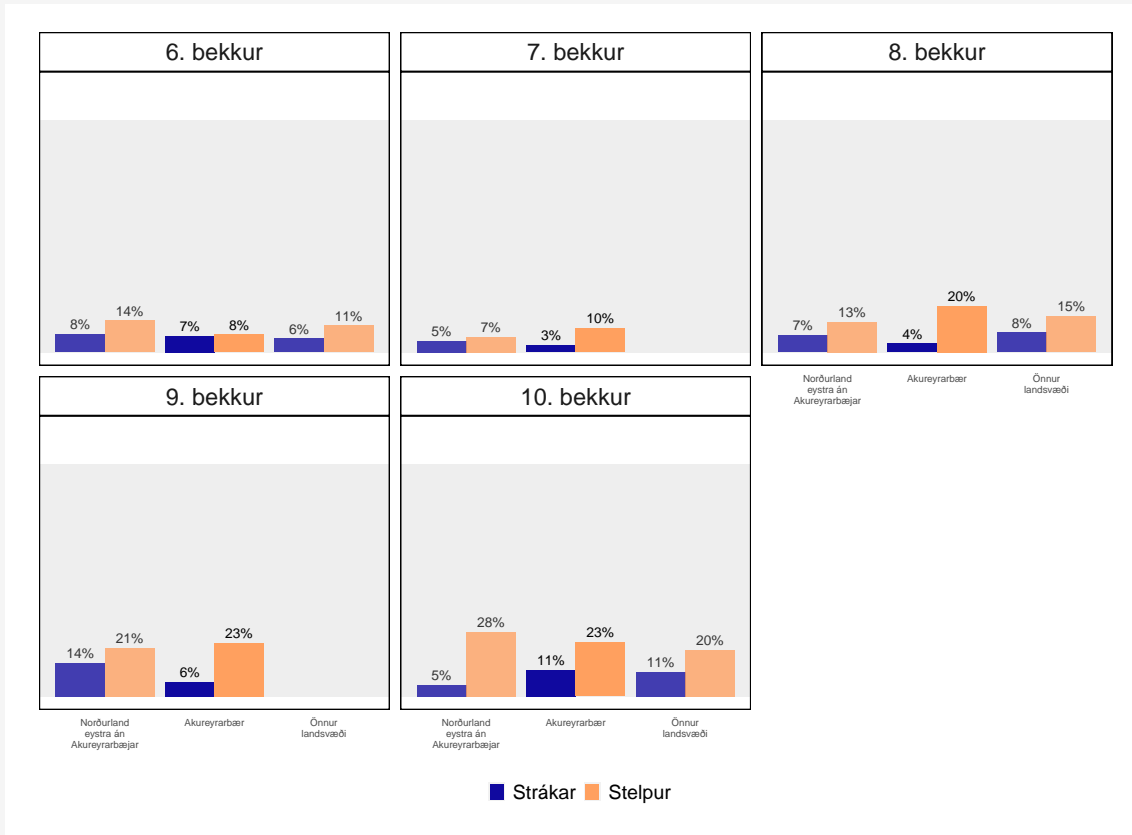 6. bekkur
7. bekkur
8. bekkur
8%
14%
7%
8%
6%
11%
5%
7%
3%
10%
7%
13%
4%
20%
8%
15%
Norðurland
eystra án
Akureyrarbæjar
Akureyrarbær
Önnur
landsvæði
9. bekkur
10. bekkur
14%
21%
6%
23%
5%
28%
11%
23%
11%
20%
Norðurland
eystra án
Akureyrarbæjar
Akureyrarbær
Önnur
landsvæði
Norðurland
eystra án
Akureyrarbæjar
Akureyrarbær
Önnur
landsvæði
Strákar Stelpur